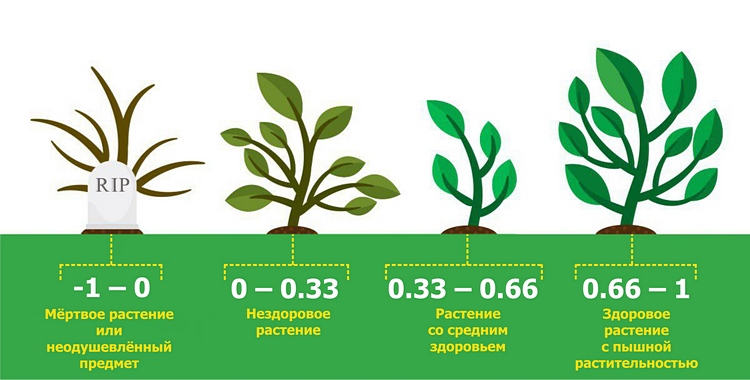 RIP
-1 – 0
Мёртвое растение
или
неодушевлённый
предмет
0 – 0.33
Нездоровое
растение
0.33 – 0.66
Растение
со средним
здоровьем
0.66 – 1
Здоровое
растение
с пышной
растительностью